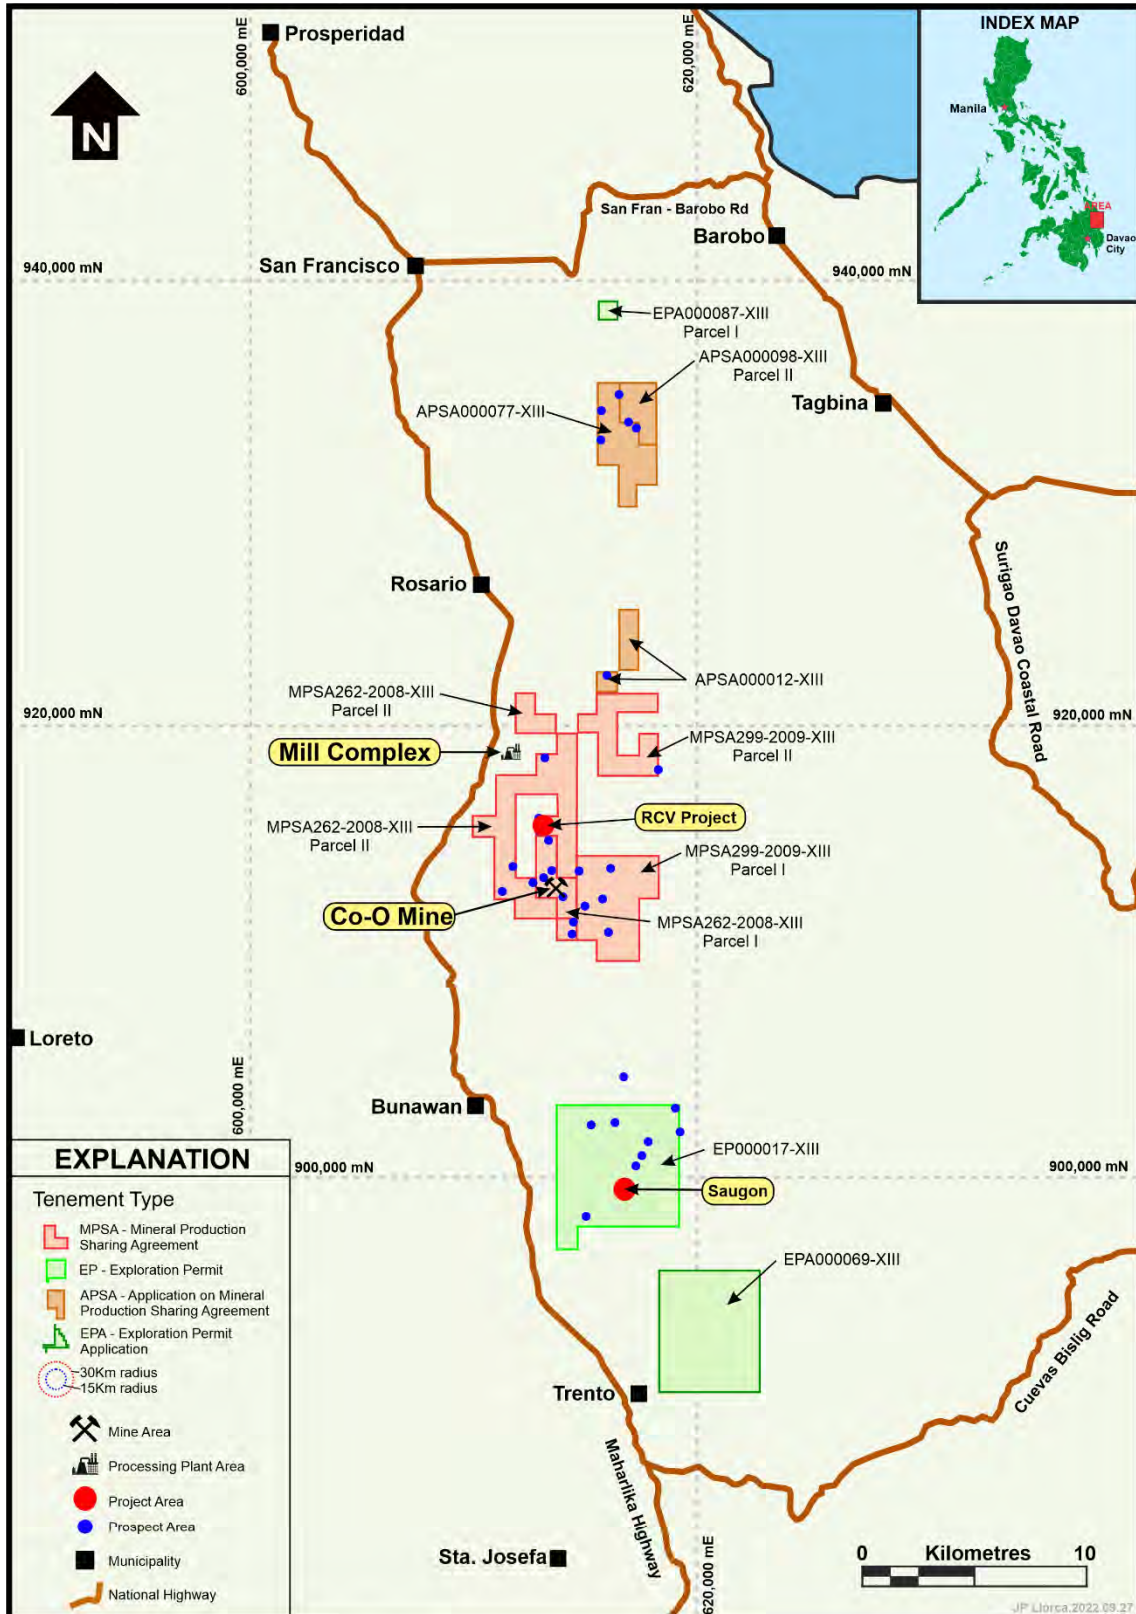 Prosperidad
600,000 mE
620,000 mE
INDEX MAP
Manila
AREA
Davao
City
N
San Fran - Barobo Rd
Barobo
San Francisco
940,000 mN
940,000 mN
EPA000087-XIII
Parcel I
APSA000098-XIII
Parcel II
APSA000077-XIII
Tagbina
Surigao Davao Coastal Road
Rosario
APSA000012-XIII
MPSA262-2008-XIII
Parcel II
920,000 mN
920,000 mN
MPSA299-2009-XIII
Parcel II
Mill Complex
RCV Project
MPSA262-2008-XIII
Parcel II
MPSA299-2009-XIII
Parcel I
Co-O Mine
MPSA262-2008-XIII
Parcel I
Loreto
600,000 mE
Bunawan
EP000017-XIII
900,000 mN
900,000 mN
Saugon
EPA000069-XIII
Cuevas Bislig Road
Trento
Maharlika Highway
Sta. Josefa
620,000 mE
EXPLANATION
Tenement Type
MPSA - Mineral Production
Sharing Agreement
EP - Exploration Permit
APSA - Application on Mineral
Production Sharing Agreement
EPA - Exploration Permit
Application
30Km radius
15Km radius
Mine Area
Processing Plant Area
Project Area
Prospect Area
Municipality
National Highway
0 Kilometres 10
JP Llorca.2022.09.27